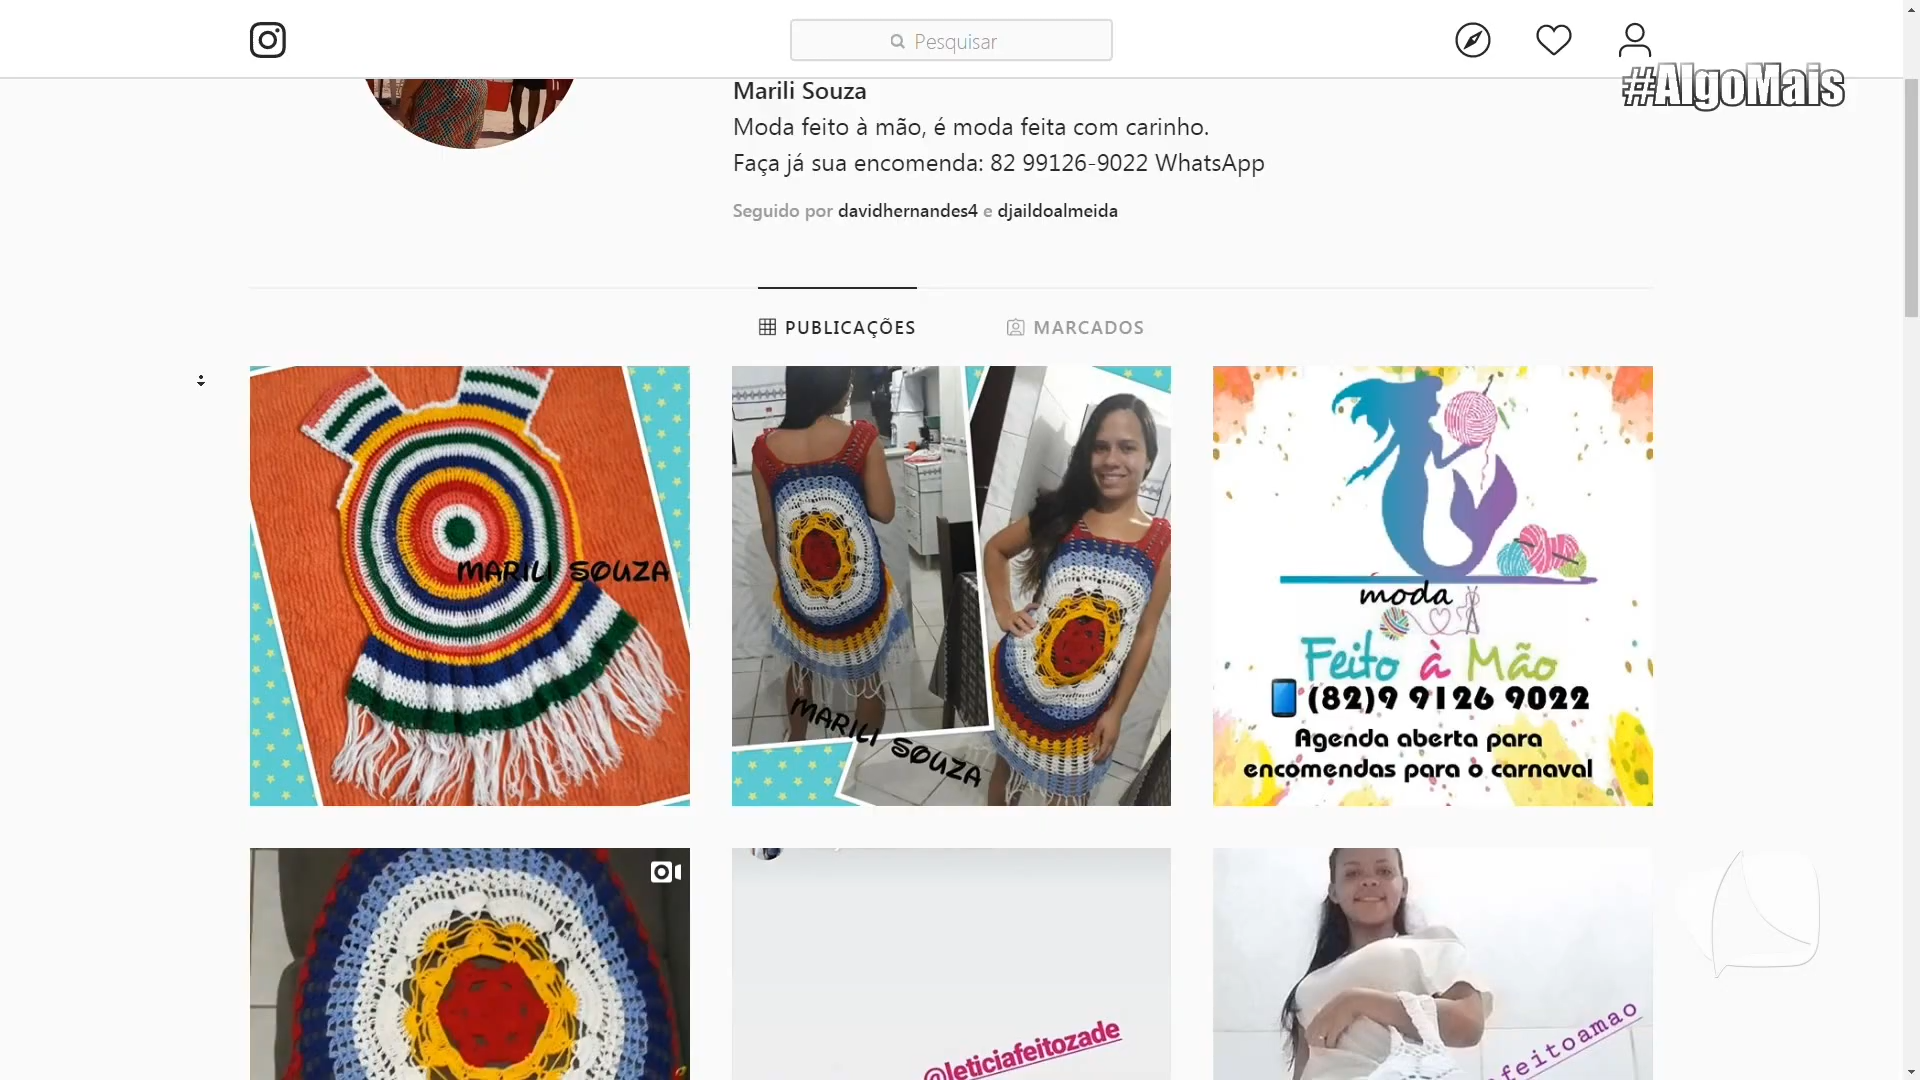 Pesquisar
#AlgoMais
Marili Souza
Moda feito à mão, é moda feita com carinho.
Faça já sua encomenda: 82 99126-9022 WhatsApp
Seguido por davidhernandes4 e djaildoalmeida
PUBLICAÇÕES
MARCADOS
MARILI SOUZA
MARILI SOUZA
moda
Feito à Mão
(82)9 9126 9022
Agenda aberta para
encomendas para o carnaval
@leticiafeitozade
feitoamao